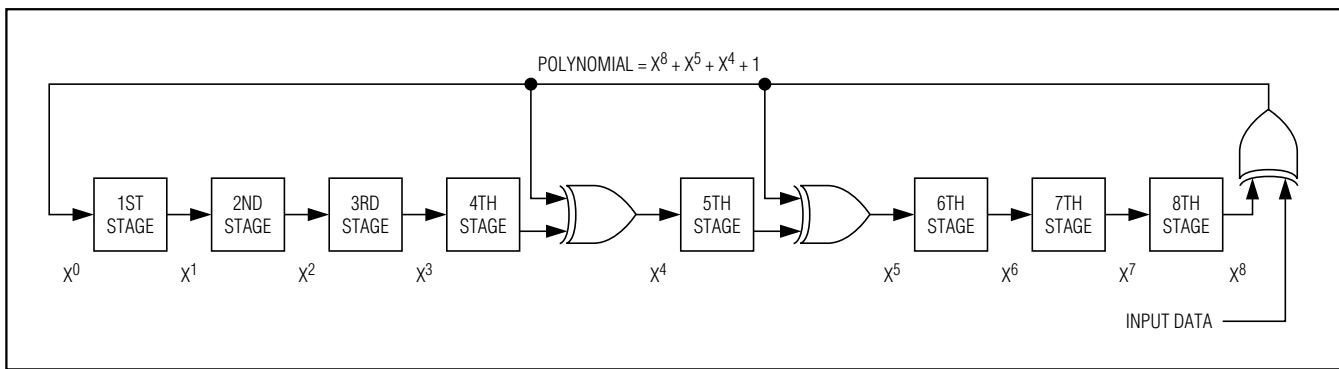 POLYNOMIAL = X⁸ + X⁵ + X⁴ + 1
1ST
STAGE
2ND
STAGE
3RD
STAGE
4TH
STAGE
5TH
STAGE
6TH
STAGE
7TH
STAGE
8TH
STAGE
X⁰ X¹ X² X³ X⁴ X⁵ X⁶ X⁷ X⁸
INPUT DATA